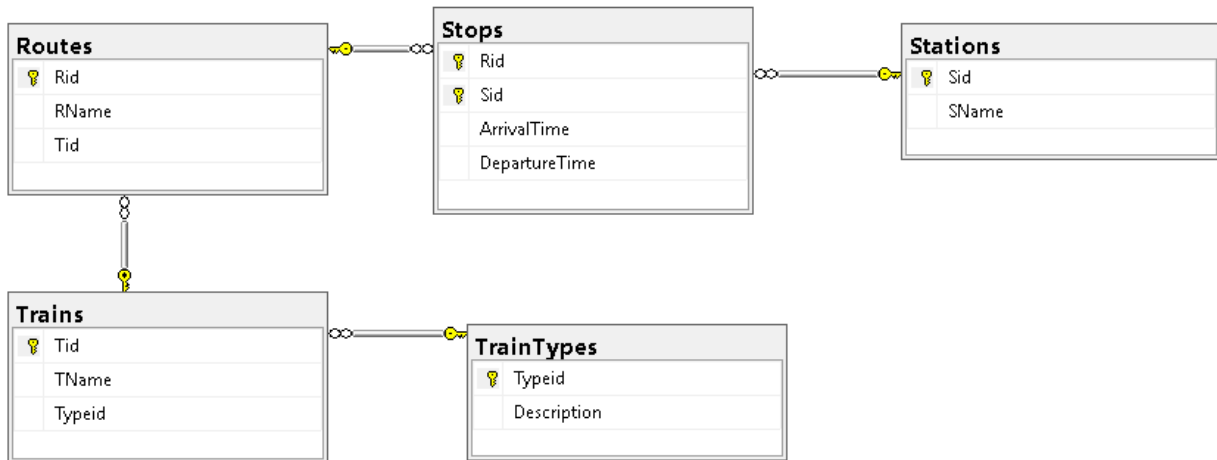 Routes
Rid
RName
Tid
Stops
Rid
Sid
ArrivalTime
DepartureTime
Stations
Sid
SName
Trains
Tid
TName
Typeid
TrainTypes
Typeid
Description